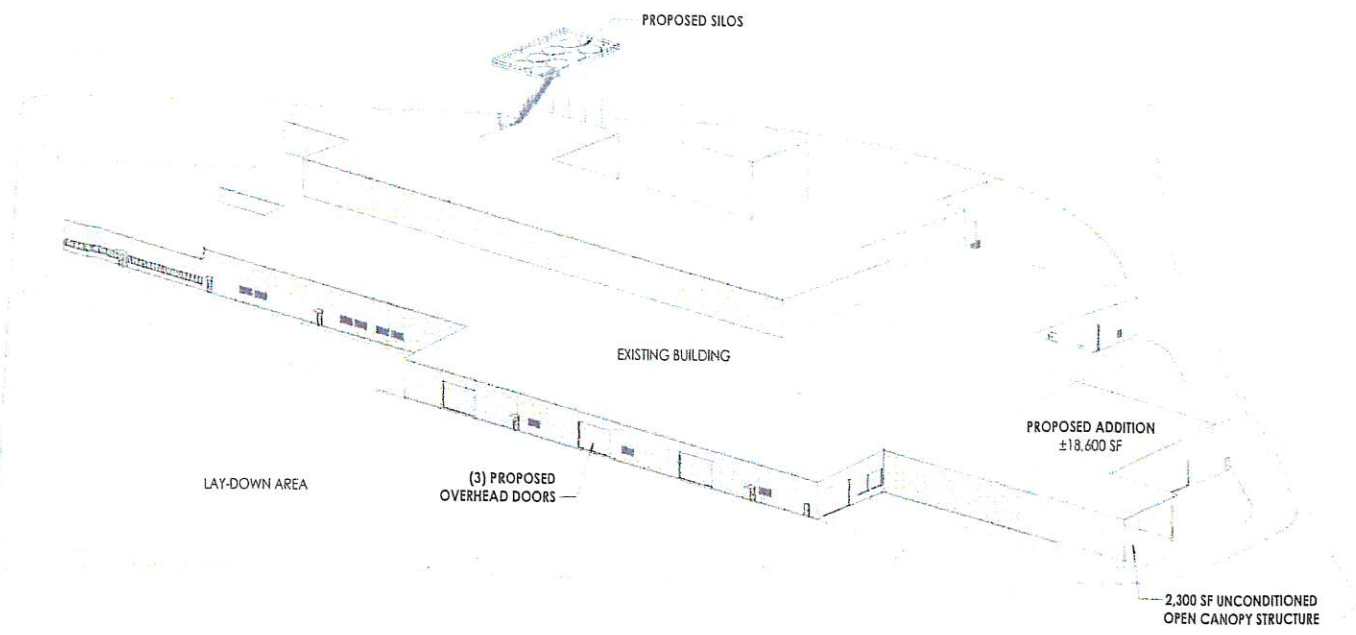 PROPOSED SILOS
EXISTING BUILDING
PROPOSED ADDITION
±18,600 SF
LAY-DOWN AREA
(3) PROPOSED
OVERHEAD DOORS
2,300 SF UNCONDITIONED
OPEN CANOPY STRUCTURE